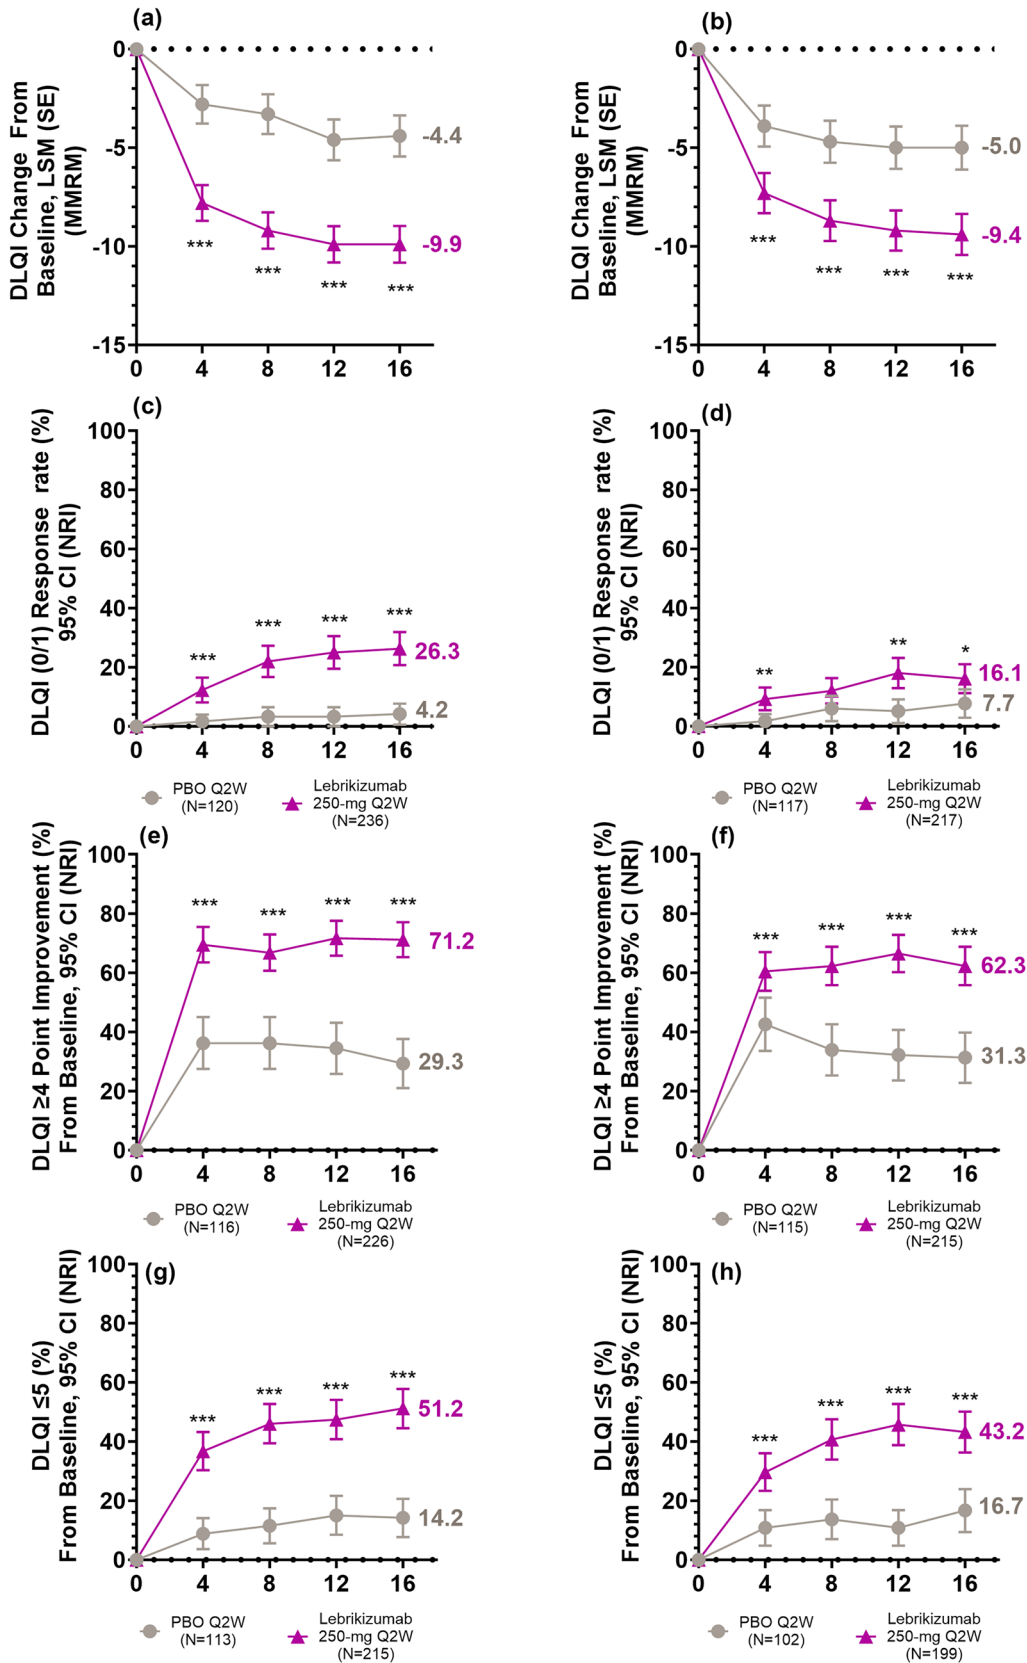 (a)
DLQI Change From
Baseline, LSM (SE)
(MMRM)
0
-5
-10
-15
-4.4
-9.9
***
***
***
***
0 4 8 12 16
(b)
DLQI Change From
Baseline, LSM (SE)
(MMRM)
0
-5
-10
-15
-5.0
-9.4
***
***
***
***
0 4 8 12 16
(c)
DLQI (0/1) Response rate (%)
95% CI (NRI)
100
80
60
40
20
0
***
***
***
***
26.3
4.2
0 4 8 12 16
PBO Q2W
(N=120)
Lebrikizumab
250-mg Q2W
(N=236)
(d)
DLQI (0/1) Response rate (%)
95% CI (NRI)
100
80
60
40
20
0
**
**
*
16.1
7.7
0 4 8 12 16
PBO Q2W
(N=117)
Lebrikizumab
250-mg Q2W
(N=217)
(e)
DLQI ≥4 Point Improvement (%)
From Baseline, 95% CI (NRI)
100
80
60
40
20
0
***
***
***
***
71.2
29.3
0 4 8 12 16
PBO Q2W
(N=116)
Lebrikizumab
250-mg Q2W
(N=226)
(f)
DLQI ≥4 Point Improvement (%)
From Baseline, 95% CI (NRI)
100
80
60
40
20
0
***
***
***
***
62.3
31.3
0 4 8 12 16
PBO Q2W
(N=115)
Lebrikizumab
250-mg Q2W
(N=215)
(g)
DLQI ≤5 (%)
From Baseline, 95% CI (NRI)
100
80
60
40
20
0
***
***
***
***
51.2
14.2
0 4 8 12 16
PBO Q2W
(N=113)
Lebrikizumab
250-mg Q2W
(N=215)
(h)
DLQI ≤5 (%)
From Baseline, 95% CI (NRI)
100
80
60
40
20
0
***
***
***
***
43.2
16.7
0 4 8 12 16
PBO Q2W
(N=102)
Lebrikizumab
250-mg Q2W
(N=199)